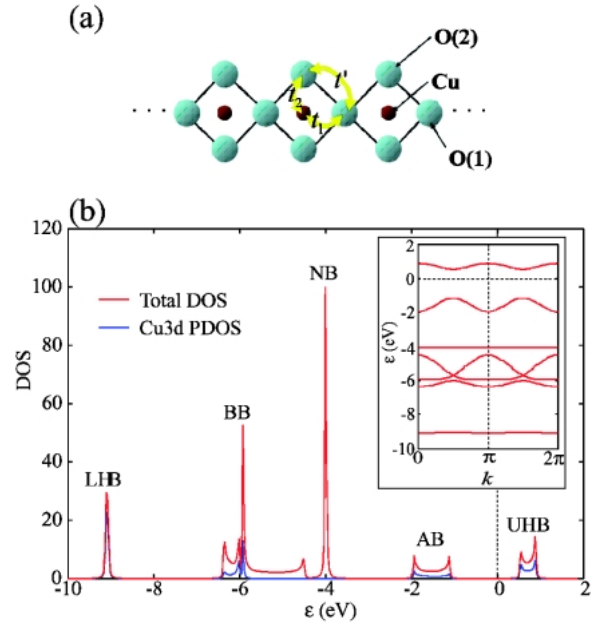 (a)
O(2)
t'
t2
Cu
t1
· · ·
· · ·
O(1)
(b)
120
100
80
60
40
20
0
DOS
Total DOS
Cu3d PDOS
LHB
BB
NB
AB
UHB
2
0
-2
-4
-6
-8
-10
ε (eV)
0
π
2π
k
-10
-8
-6
-4
-2
0
2
ε (eV)